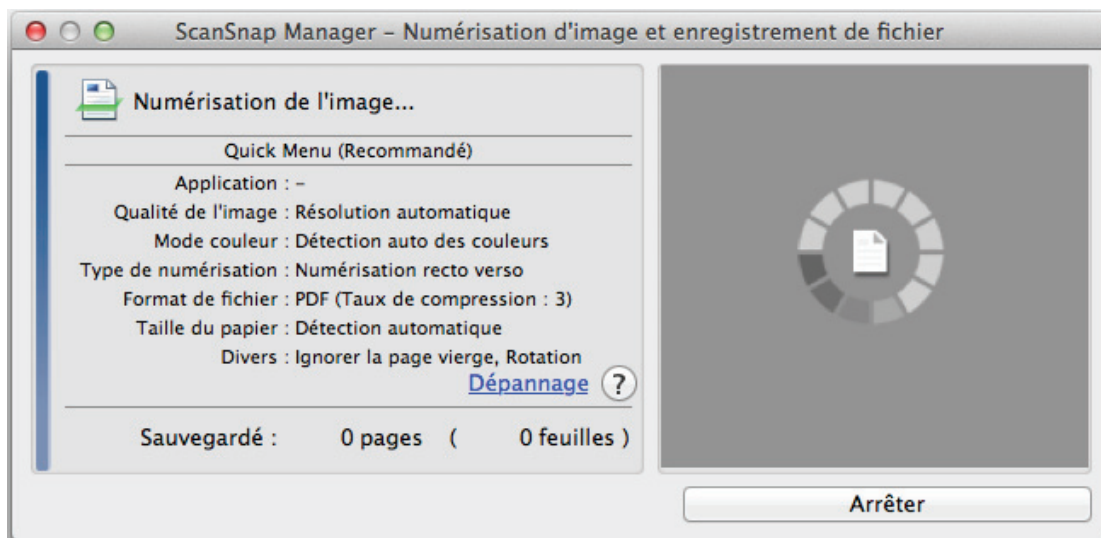 ScanSnap Manager – Numérisation d'image et enregistrement de fichier
Numérisation de l'image...
Quick Menu (Recommandé)
Application : –
Qualité de l'image : Résolution automatique
Mode couleur : Détection auto des couleurs
Type de numérisation : Numérisation recto verso
Format de fichier : PDF (Taux de compression : 3)
Taille du papier : Détection automatique
Divers : Ignorer la page vierge, Rotation
Dépannage ?
Sauvegardé : 0 pages ( 0 feuilles )
Arrêter